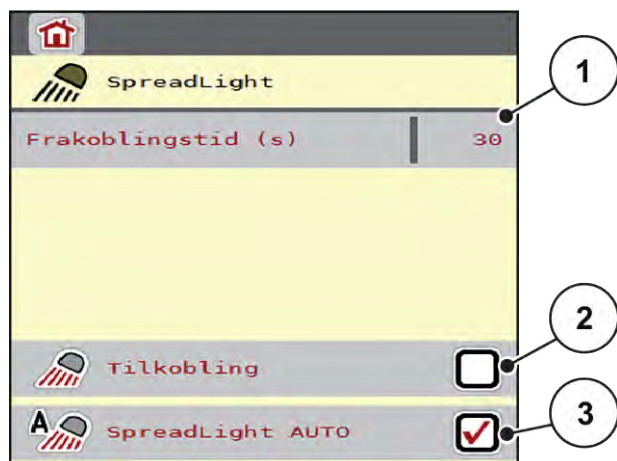 SpreadLight
Frakoblingstid (s) 30
Tilkobling
A SpreadLight AUTO
1
2
3